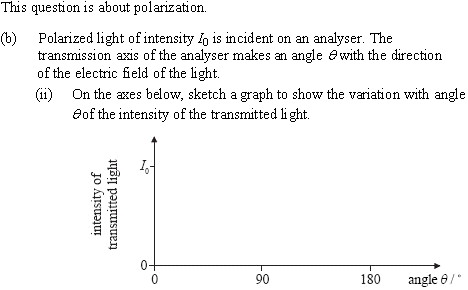 This question is about polarization.
(b) Polarized light of intensity I₀ is incident on an analyser. The
transmission axis of the analyser makes an angle θ with the direction
of the electric field of the light.
(ii) On the axes below, sketch a graph to show the variation with angle
θ of the intensity of the transmitted light.
intensity of
transmitted light
I₀
0
0 90 180 angle θ / °